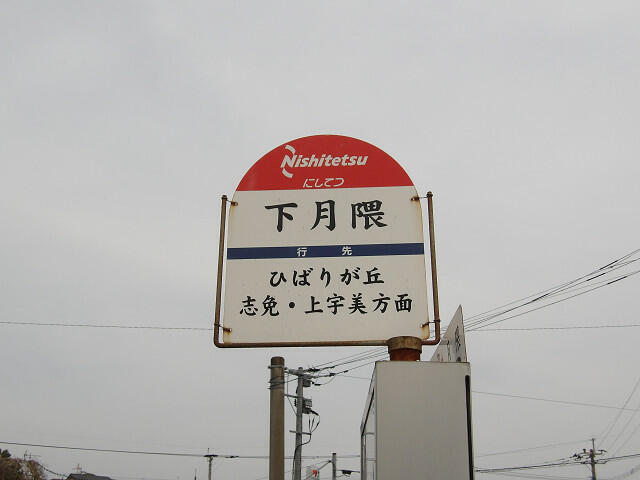 Nishitetsu
にしてつ
下月隈
行先
ひばりが丘
志免・上宇美方面